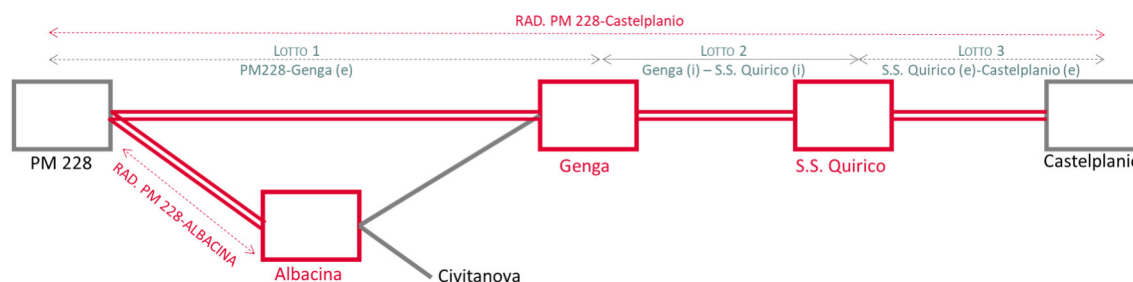 RAD. PM 228-Castelplanio
LOTTO 1
PM228-Genga (e)
LOTTO 2
Genga (i) – S.S. Quirico (i)
LOTTO 3
S.S. Quirico (e)-Castelplanio (e)
PM 228
Genga
S.S. Quirico
Castelplanio
RAD. PM 228-ALBACINA
Albacina
Civitanova